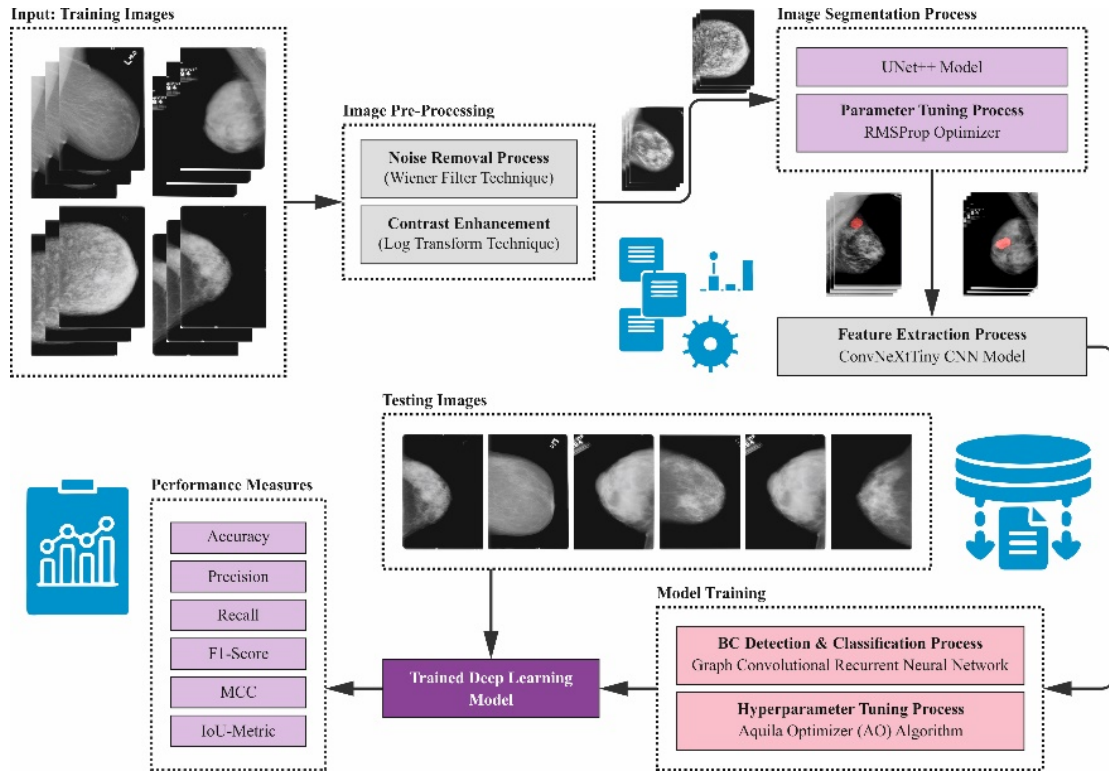 Input: Training Images
Image Pre-Processing
Noise Removal Process
(Wiener Filter Technique)
Contrast Enhancement
(Log Transform Technique)
Image Segmentation Process
UNet++ Model
Parameter Tuning Process
RMSProp Optimizer
Feature Extraction Process
ConvNeXtTiny CNN Model
Testing Images
Performance Measures
Accuracy
Precision
Recall
F1-Score
MCC
IoU-Metric
Trained Deep Learning
Model
Model Training
BC Detection & Classification Process
Graph Convolutional Recurrent Neural Network
Hyperparameter Tuning Process
Aquila Optimizer (AO) Algorithm